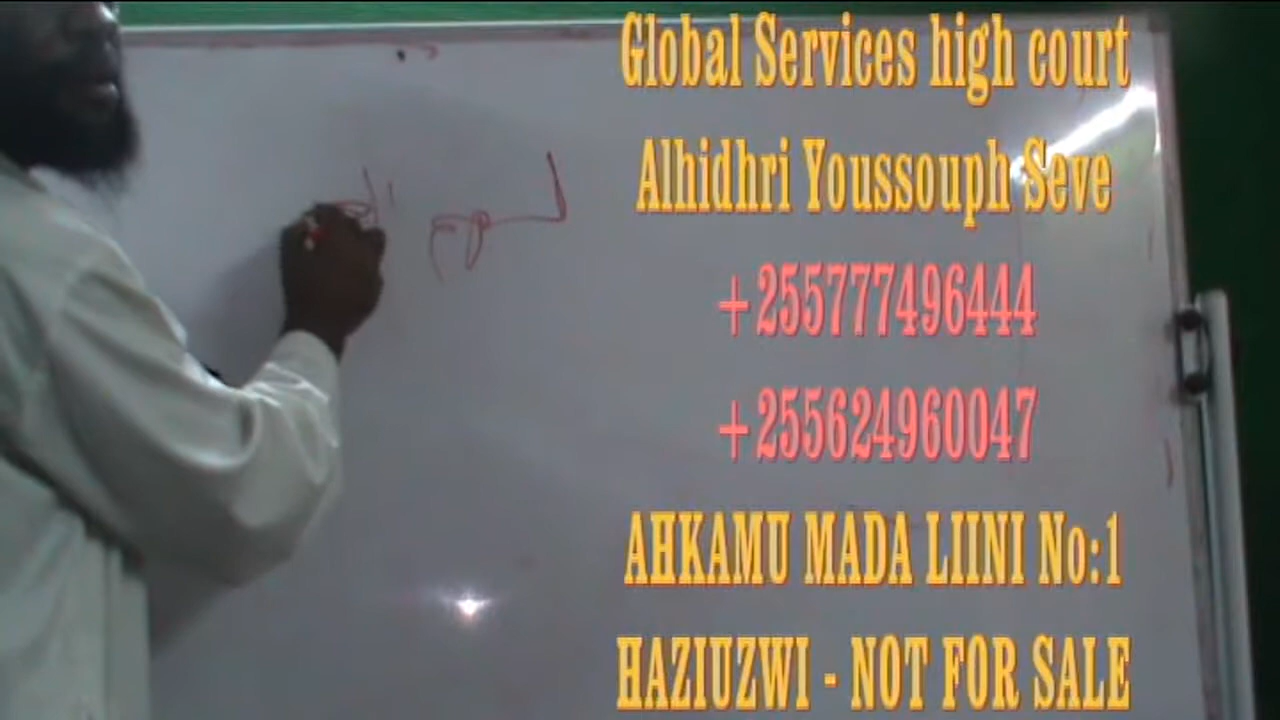 Global Services high court
Alhidhri Youssouph Seve
+255777496444
+255624960047
AHKAMU MADA LIINI No:1
HAZIUZWI - NOT FOR SALE